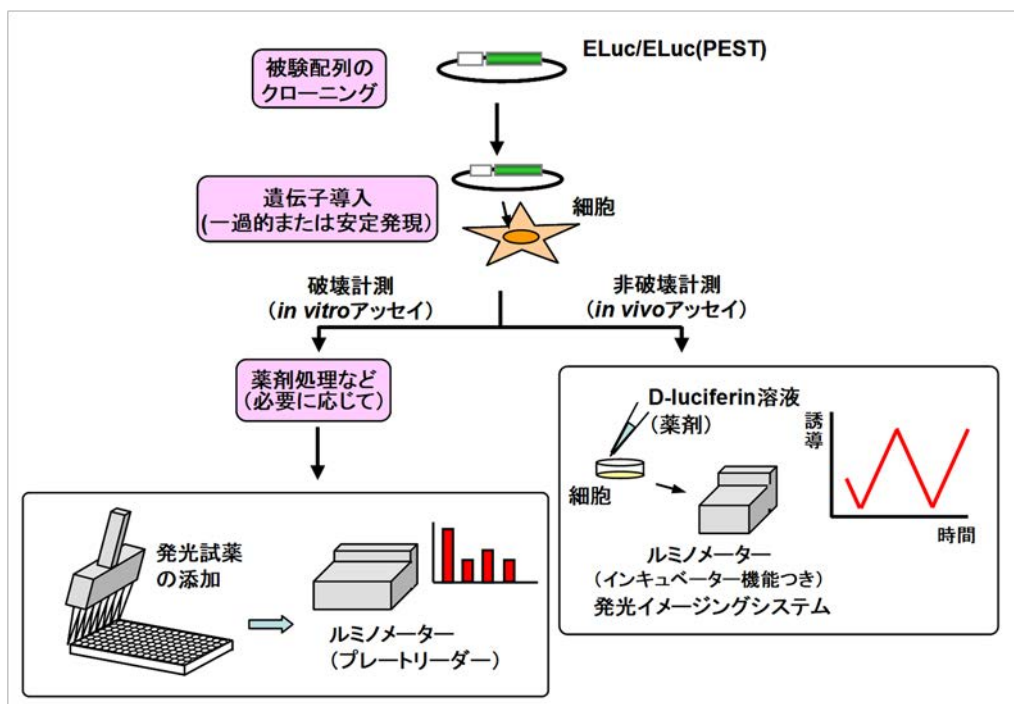 ELuc/ELuc(PEST)
被験配列の
クローニング
遺伝子導入
(一過的または安定発現)
細胞
破壊計測
(in vitroアッセイ)
非破壊計測
(in vivoアッセイ)
薬剤処理など
(必要に応じて)
発光試薬
の添加
ルミノメーター
(プレートリーダー)
D-luciferin溶液
(薬剤)
細胞
誘導
時間
ルミノメーター
(インキュベーター機能つき)
発光イメージングシステム